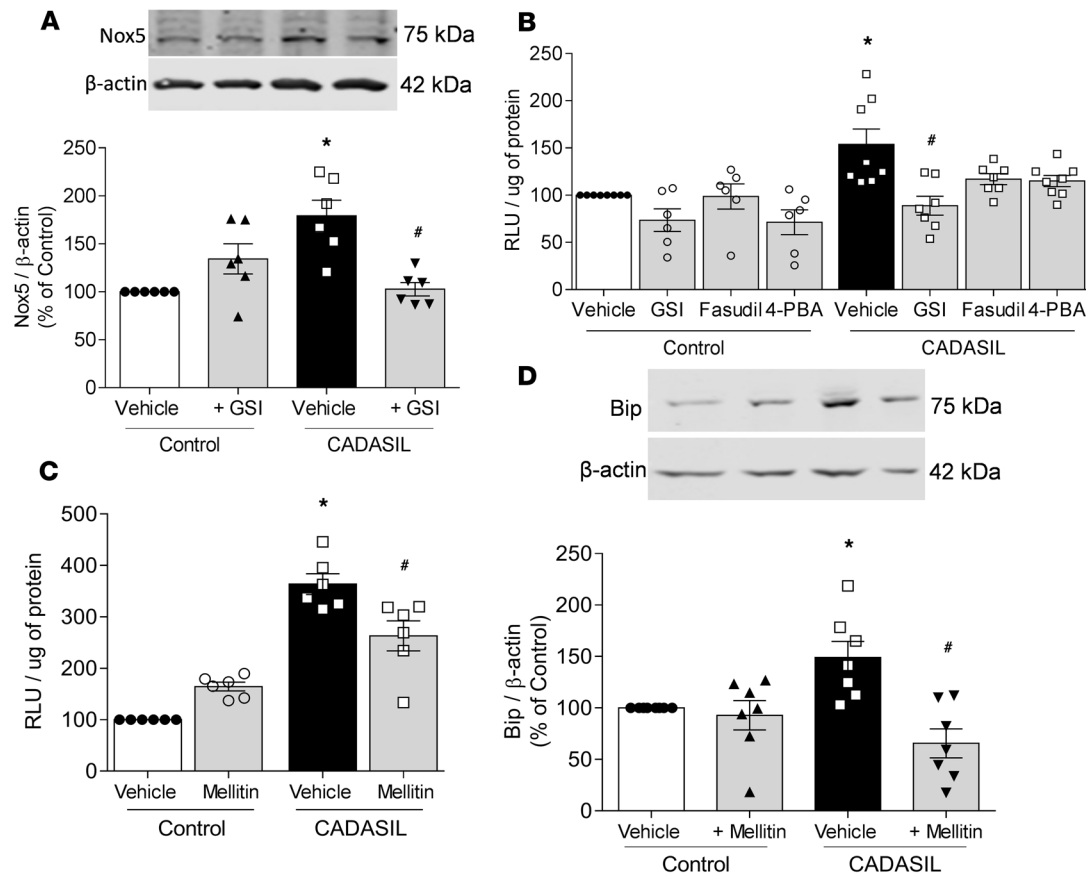 A
Nox5
75 kDa
β-actin
42 kDa
*
#
250
200
150
100
50
0
Nox5 / β-actin
(% of Control)
Vehicle
+ GSI
Vehicle
+ GSI
Control
CADASIL
B
*
#
250
200
150
100
50
0
RLU / ug of protein
Vehicle
GSI
Fasudil
4-PBA
Vehicle
GSI
Fasudil
4-PBA
Control
CADASIL
C
*
#
500
400
300
200
100
0
RLU / ug of protein
Vehicle
Mellitin
Vehicle
Mellitin
Control
CADASIL
D
Bip
75 kDa
β-actin
42 kDa
*
#
250
200
150
100
50
0
Bip / β-actin
(% of Control)
Vehicle
+ Mellitin
Vehicle
+ Mellitin
Control
CADASIL